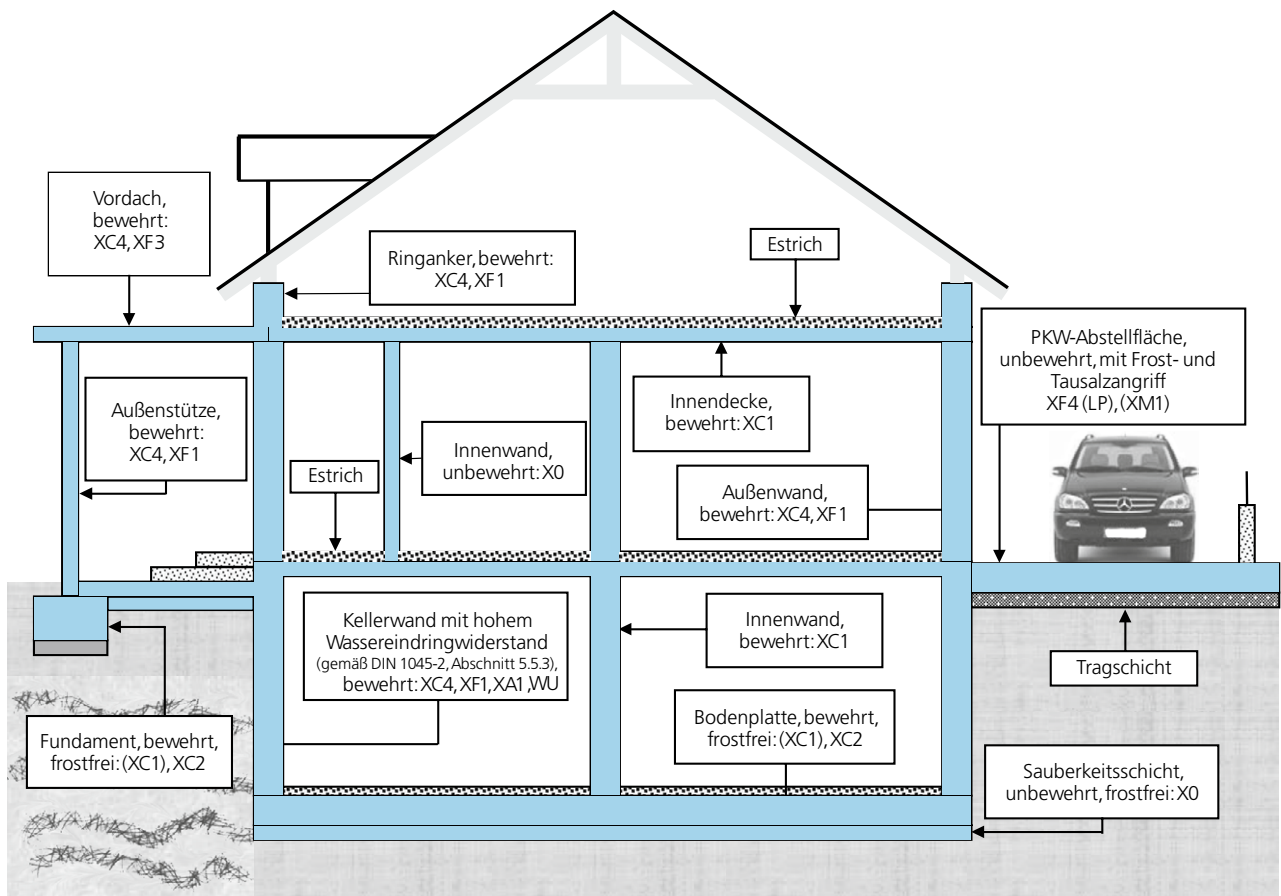 Vordach,
bewehrt:
XC4, XF3
Ringanker, bewehrt:
XC4, XF1
Estrich
PKW-Abstellfläche,
unbewehrt, mit Frost- und
Tausalzangriff
XF4 (LP), (XM1)
Außenstütze,
bewehrt:
XC4, XF1
Innenwand,
unbewehrt: X0
Innendecke,
bewehrt: XC1
Estrich
Außenwand,
bewehrt: XC4, XF1
Kellerwand mit hohem
Wassereindringwiderstand
(gemäß DIN 1045-2, Abschnitt 5.5.3),
bewehrt: XC4, XF1, XA1, WU
Innenwand,
bewehrt: XC1
Tragschicht
Fundament, bewehrt,
frostfrei: (XC1), XC2
Bodenplatte, bewehrt,
frostfrei: (XC1), XC2
Sauberkeitsschicht,
unbewehrt, frostfrei: X0